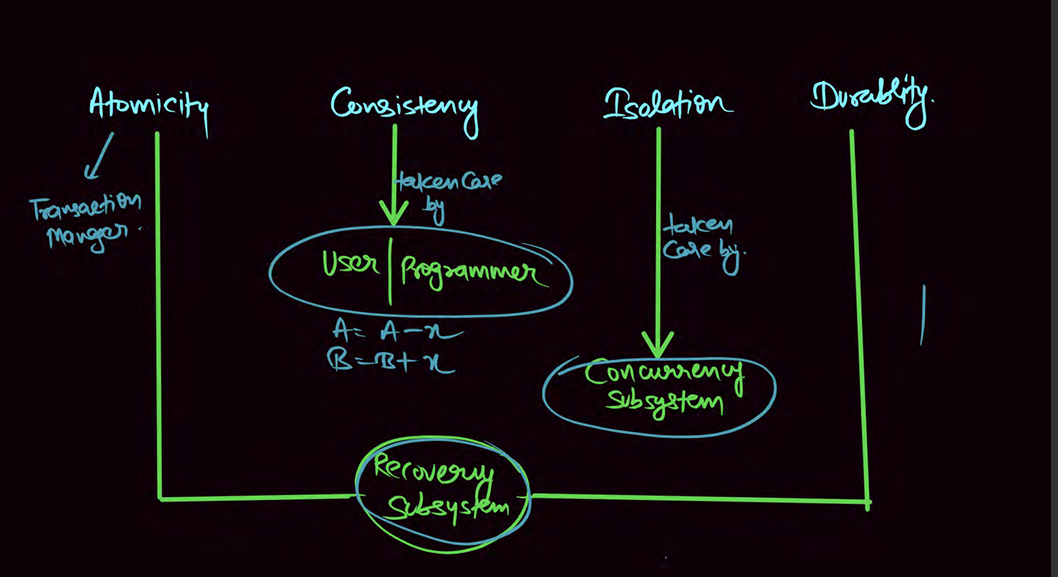 Atomicity
Consistency
Isolation
Durablity.
Transaction
Manger.
taken Care
by
User | Programmer
A = A - x
B = B + x
taken
Care by.
Concurrency
Subsystem
Recovery
Subsystem